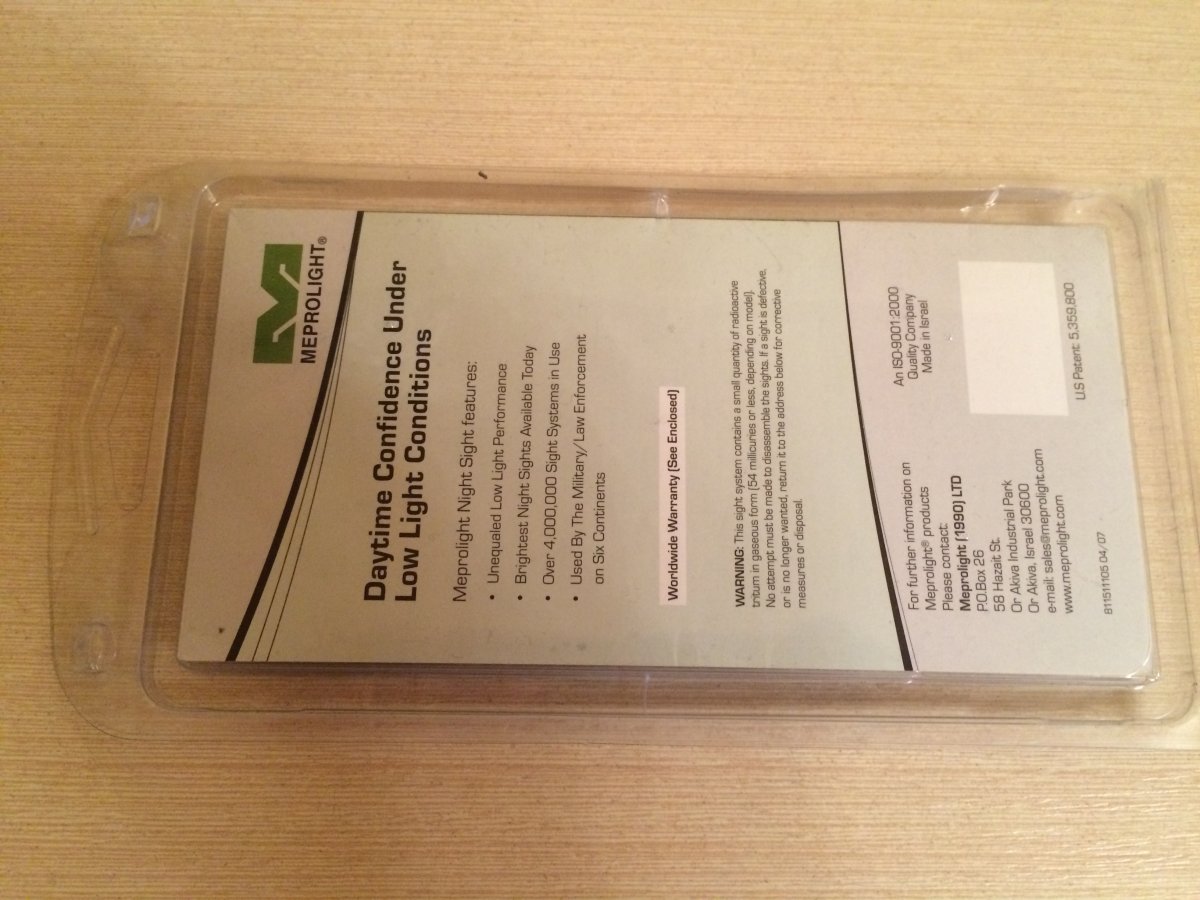 MEPROLIGHT®
Daytime Confidence Under
Low Light Conditions
Meprolight Night Sight features:
• Unequaled Low Light Performance
• Brightest Night Sights Available Today
• Over 4,000,000 Sight Systems in Use
• Used By The Military/Law Enforcement
on Six Continents
Worldwide Warranty (See Enclosed)
WARNING: This sight system contains a small quantity of radioactive
tritium in gaseous form (54 millicuries or less, depending on model).
No attempt must be made to disassemble the sights. If a sight is defective,
or is no longer wanted, return it to the address below for corrective
measures or disposal.
For further information on
Meprolight® products
Please contact:
Meprolight (1990) LTD
P.O.Box 26
58 Hazait St.
Or Akiva Industrial Park
Or Akiva, Israel 30600
e-mail: sales@meprolight.com
www.meprolight.com
811511105 04/07
An ISO-9001:2000
Quality Company
Made in Israel
U.S Patent: 5,359,800